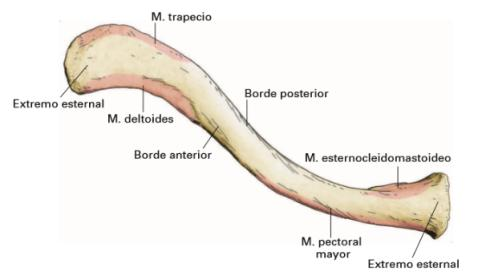 M. trapecio
Extremo esternal
M. deltoides
Borde posterior
Borde anterior
M. esternocleidomastoideo
M. pectoral
mayor
Extremo esternal